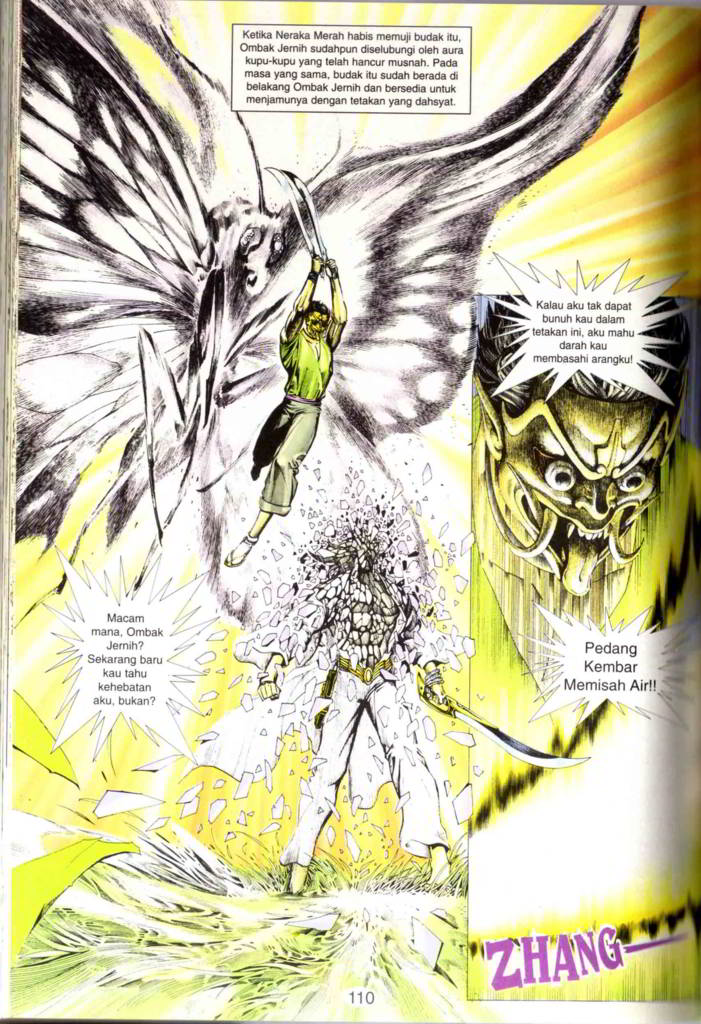 Ketika Neraka Merah habis memuji budak itu,
Ombak Jernih sudahpun diselubungi oleh aura
kupu-kupu yang telah hancur musnah. Pada
masa yang sama, budak itu sudah berada di
belakang Ombak Jernih dan bersedia untuk
menjamunya dengan tetakan yang dahsyat.
Kalau aku tak dapat
bunuh kau dalam
tetakan ini, aku mahu
darah kau
membasahi arangku!
Macam
mana, Ombak
Jernih?
Sekarang baru
kau tahu
kehebatan
aku, bukan?
Pedang
Kembar
Memisah Air!!
ZHANG
110